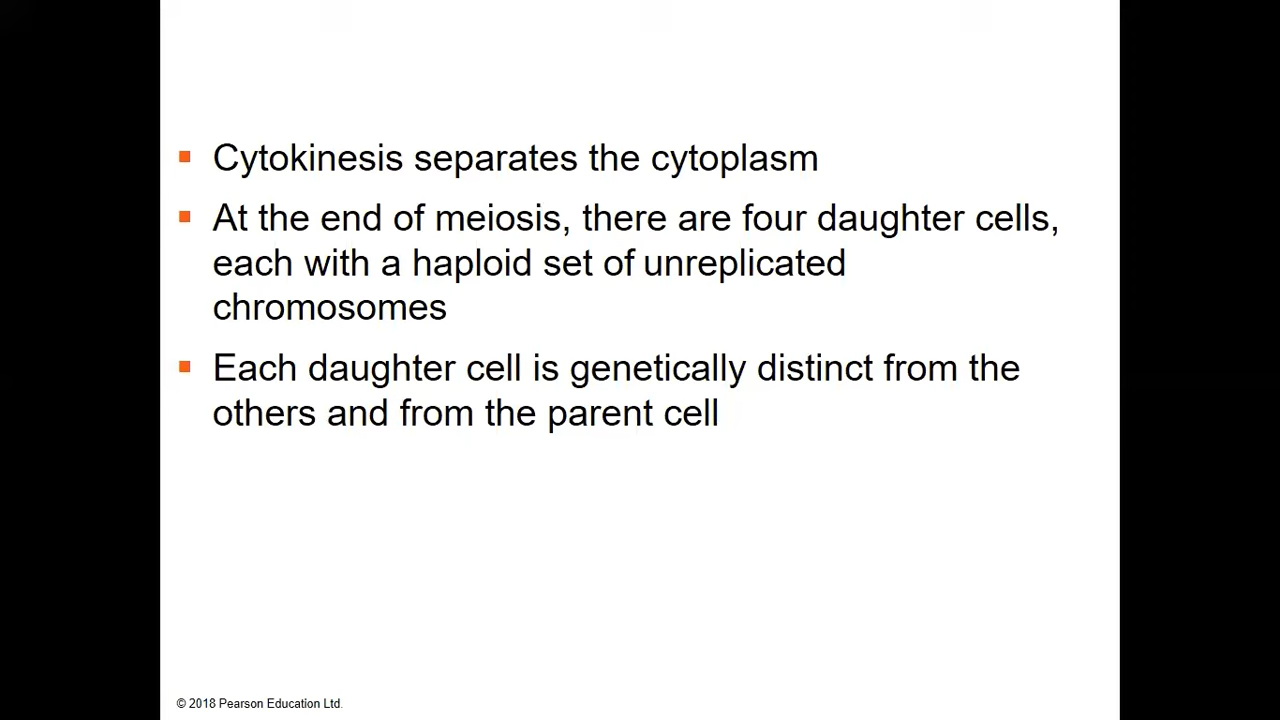 ▪ Cytokinesis separates the cytoplasm
▪ At the end of meiosis, there are four daughter cells,
each with a haploid set of unreplicated
chromosomes
▪ Each daughter cell is genetically distinct from the
others and from the parent cell
© 2018 Pearson Education Ltd.